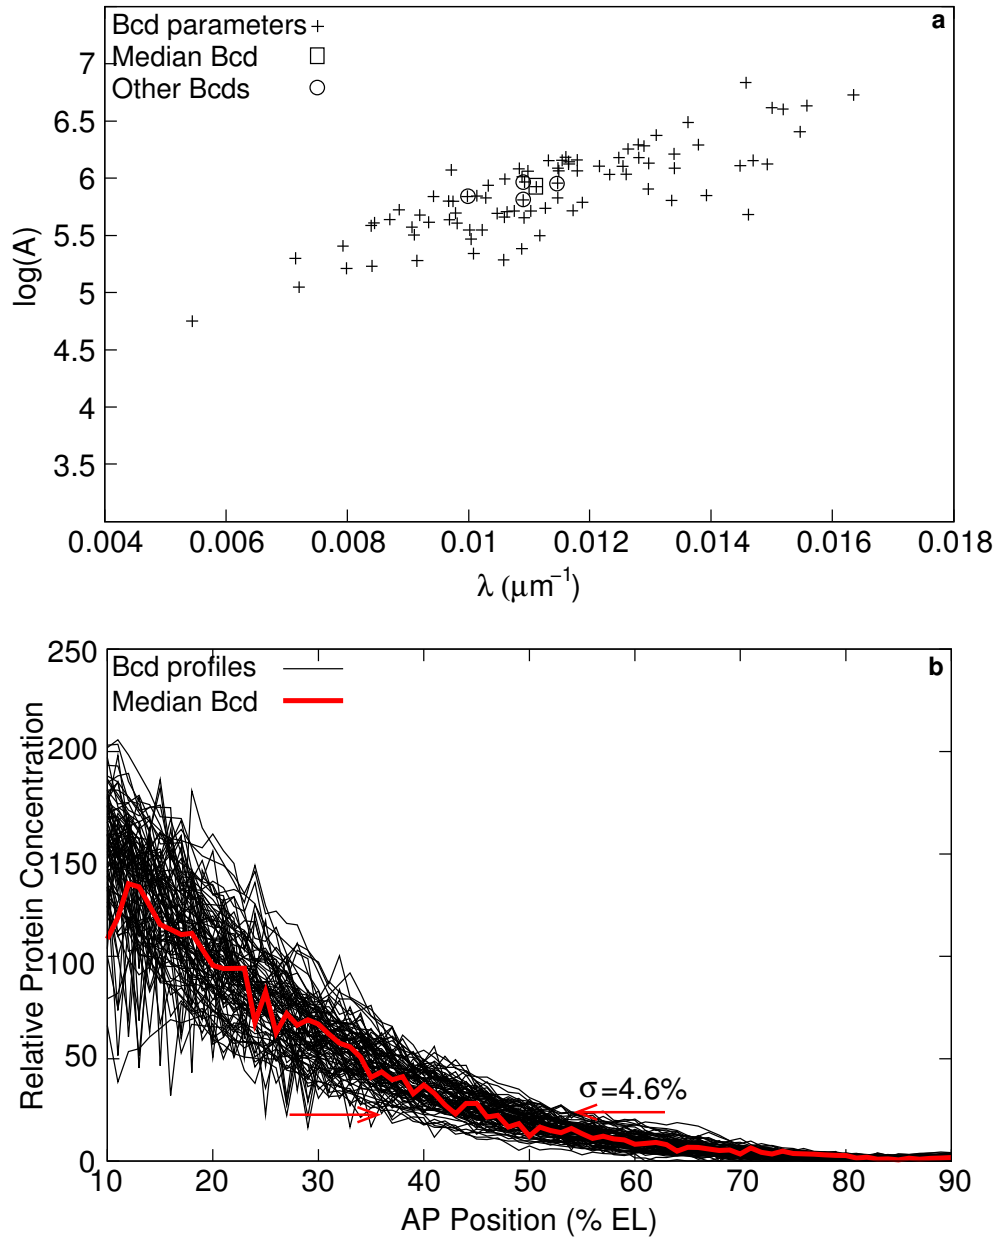 a
Bcd parameters
Median Bcd
Other Bcds
7
6.5
6
5.5
5
4.5
4
3.5
log(A)
0.004 0.006 0.008 0.01 0.012 0.014 0.016 0.018
λ (μm⁻¹)
b
Bcd profiles
Median Bcd
250
200
150
100
50
0
Relative Protein Concentration
σ=4.6%
10 20 30 40 50 60 70 80 90
AP Position (% EL)